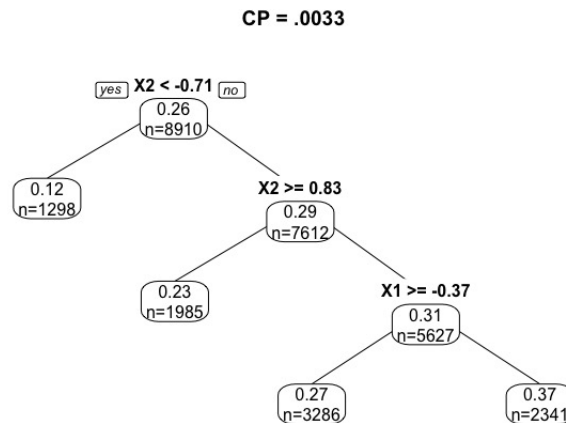 CP = .0033
yes X2 < -0.71 no
0.26
n=8910
0.12
n=1298
X2 >= 0.83
0.29
n=7612
0.23
n=1985
X1 >= -0.37
0.31
n=5627
0.27
n=3286
0.37
n=2341